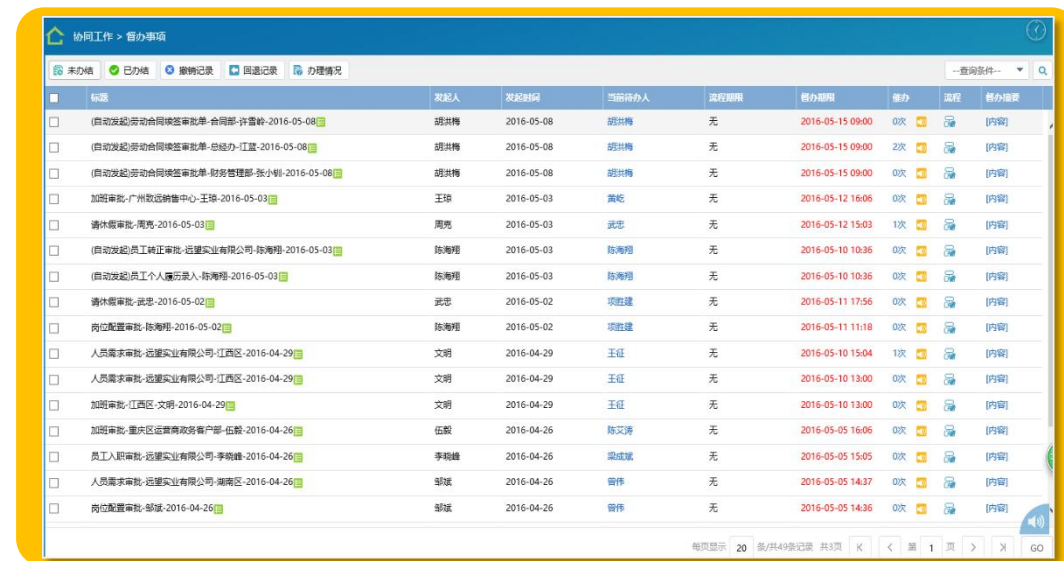 协同工作 > 督办事项
未办结 已办结 撤销记录 回退记录 办理情况 --查询条件--
标题 发起人 发起时间 当前待办人 流程期限 督办期限 催办 流程 督办摘要
(自动发起)劳动合同续签审批单-合同部-许雪龄-2016-05-08 胡洪梅 2016-05-08 胡洪梅 无 2016-05-15 09:00 0次 [内容]
(自动发起)劳动合同续签审批单-总经办-江蓝-2016-05-08 胡洪梅 2016-05-08 胡洪梅 无 2016-05-15 09:00 2次 [内容]
(自动发起)劳动合同续签审批单-财务管理部-张小钏-2016-05-08 胡洪梅 2016-05-08 胡洪梅 无 2016-05-15 09:00 0次 [内容]
加班审批-广州致远销售中心-王琼-2016-05-03 王琼 2016-05-03 黄屹 无 2016-05-12 16:06 0次 [内容]
请休假审批-周亮-2016-05-03 周亮 2016-05-03 武忠 无 2016-05-12 15:03 1次 [内容]
(自动发起)员工转正审批-远望实业有限公司-陈海翔-2016-05-03 陈海翔 2016-05-03 陈海翔 无 2016-05-10 10:36 0次 [内容]
(自动发起)员工个人履历录入-陈海翔-2016-05-03 陈海翔 2016-05-03 陈海翔 无 2016-05-10 10:36 0次 [内容]
请休假审批-武忠-2016-05-02 武忠 2016-05-02 项胜建 无 2016-05-11 17:56 0次 [内容]
岗位配置审批-陈海翔-2016-05-02 陈海翔 2016-05-02 项胜建 无 2016-05-11 11:18 0次 [内容]
人员需求审批-远望实业有限公司-江西区-2016-04-29 文明 2016-04-29 王征 无 2016-05-10 15:04 1次 [内容]
人员需求审批-远望实业有限公司-江西区-2016-04-29 文明 2016-04-29 王征 无 2016-05-10 13:00 0次 [内容]
加班审批-江西区-文明-2016-04-29 文明 2016-04-29 王征 无 2016-05-10 13:00 0次 [内容]
加班审批-重庆区运营商政务客户部-伍毅-2016-04-26 伍毅 2016-04-26 陈艾涛 无 2016-05-05 16:06 0次 [内容]
员工入职审批-远望实业有限公司-李晓峰-2016-04-26 李晓峰 2016-04-26 梁成斌 无 2016-05-05 15:05 0次 [内容]
人员需求审批-远望实业有限公司-湖南区-2016-04-26 邹斌 2016-04-26 曾伟 无 2016-05-05 14:37 0次 [内容]
岗位配置审批-邹斌-2016-04-26 邹斌 2016-04-26 曾伟 无 2016-05-05 14:36 0次 [内容]
每页显示 20 条/共49条记录 共3页 第 1 页 GO